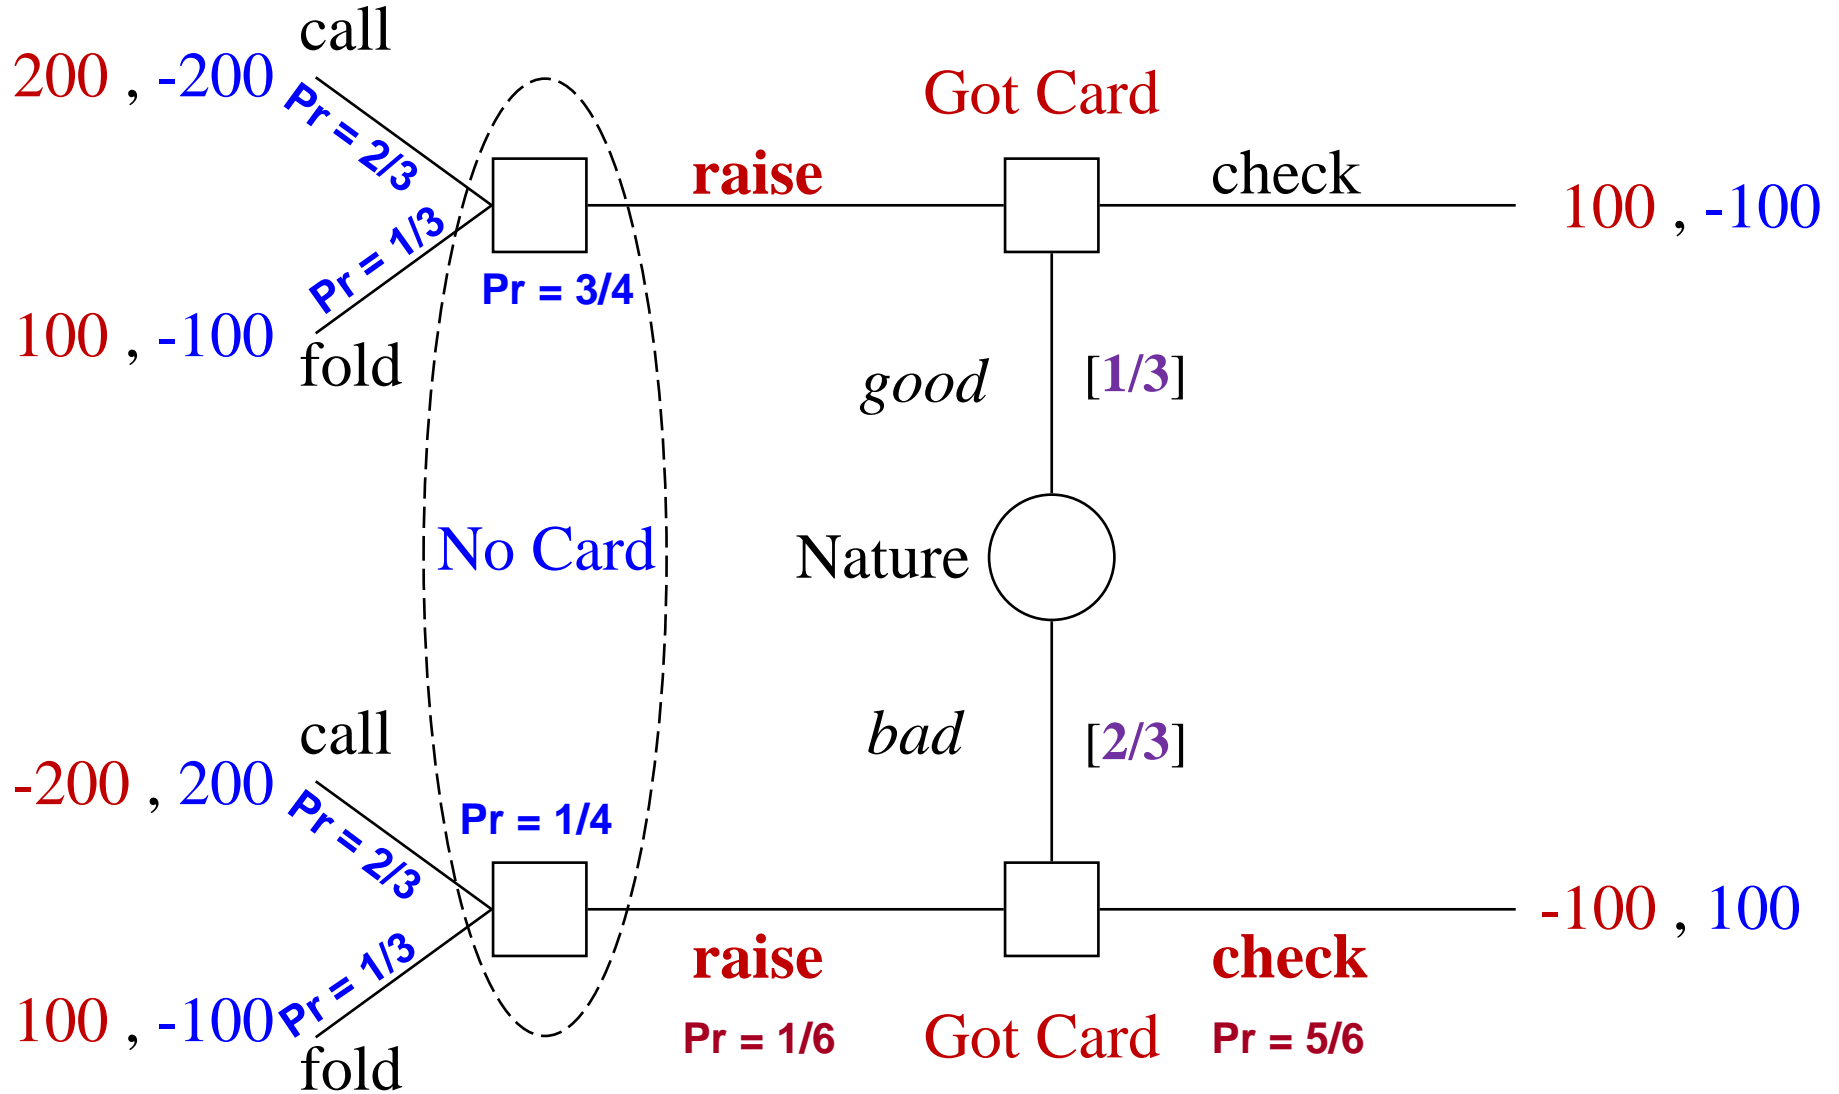 call
200 , -200
Pr = 2/3
Got Card
raise
check
100 , -100
Pr = 1/3
Pr = 3/4
100 , -100
fold
good
[1/3]
No Card
Nature
call
bad
[2/3]
-200 , 200
Pr = 2/3
Pr = 1/4
-100 , 100
raise
check
Pr = 1/3
100 , -100
fold
Pr = 1/6
Got Card
Pr = 5/6